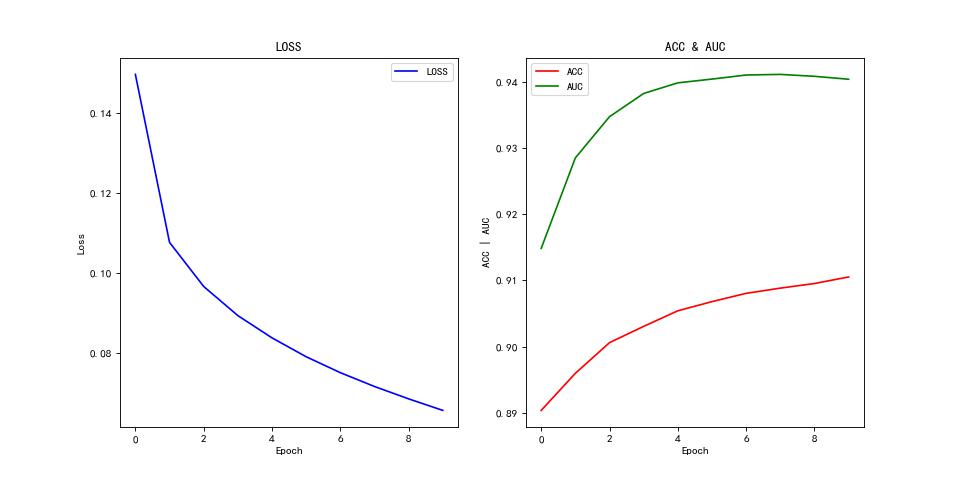 LOSS
LOSS
0.14
0.12
0.10
0.08
Loss
0 2 4 6 8
Epoch
ACC & AUC
ACC
AUC
0.94
0.93
0.92
0.91
0.90
0.89
ACC | AUC
0 2 4 6 8
Epoch